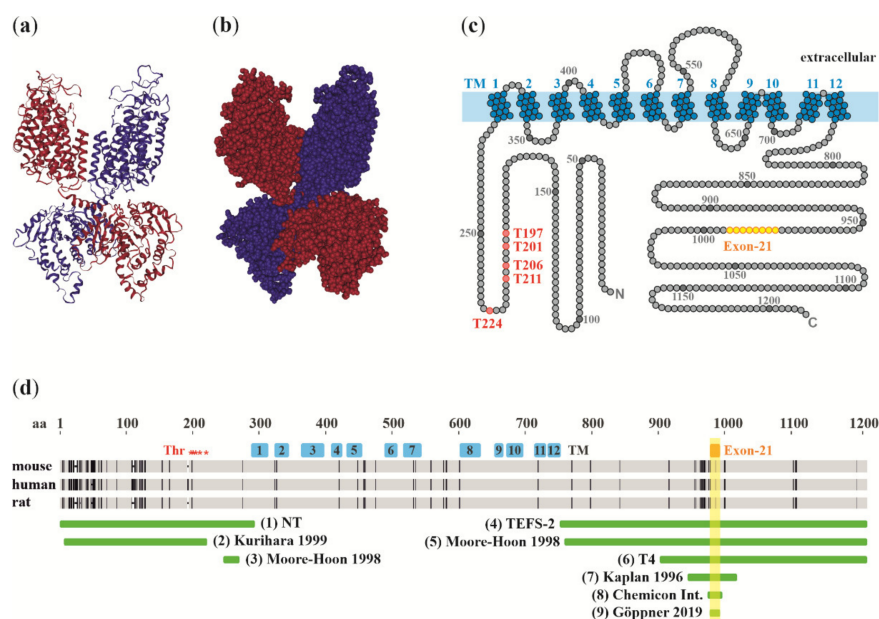 (a)
(b)
(c)
extracellular
TM 1 2 3 4 5 6 7 8 9 10 11 12
400
550
350
650
700
50
800
150
850
900
950
250
T197
T201
T206
T211
T224
1000
Exon-21
1050
1100
1150
1200
N
100
C
(d)
aa 1 100 200 300 400 500 600 700 800 900 1000 1100 1200
Thr ***** 1 2 3 4 5 6 7 8 9 10 11 12 TM Exon-21
mouse
human
rat
(1) NT (4) TEFS-2
(2) Kurihara 1999 (5) Moore-Hoon 1998
(3) Moore-Hoon 1998 (6) T4
(7) Kaplan 1996
(8) Chemicon Int.
(9) Göppner 2019